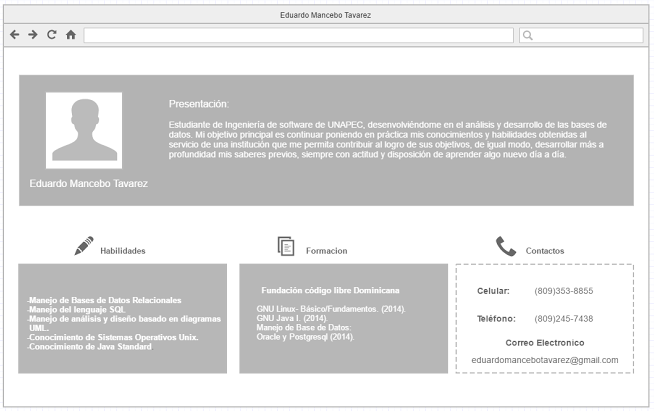 Eduardo Mancebo Tavarez
Presentación:
Estudiante de Ingeniería de software de UNAPEC, desenvolviéndome en el análisis y desarrollo de las bases de
datos. Mi objetivo principal es continuar poniendo en práctica mis conocimientos y habilidades obtenidas al
servicio de una institución que me permita contribuir al logro de sus objetivos, de igual modo, desarrollar más a
profundidad mis saberes previos, siempre con actitud y disposición de aprender algo nuevo día a día.
Eduardo Mancebo Tavarez
Habilidades
-Manejo de Bases de Datos Relacionales
-Manejo del lenguaje SQL
-Manejo de análisis y diseño basado en diagramas
UML.
-Conocimiento de Sistemas Operativos Unix.
-Conocimiento de Java Standard
Formacion
Fundación código libre Dominicana
GNU Linux- Básico/Fundamentos. (2014).
GNU Java I. (2014).
Manejo de Base de Datos:
Oracle y Postgresql (2014).
Contactos
Celular: (809)353-8855
Teléfono: (809)245-7438
Correo Electronico
eduardomancebotavarez@gmail.com